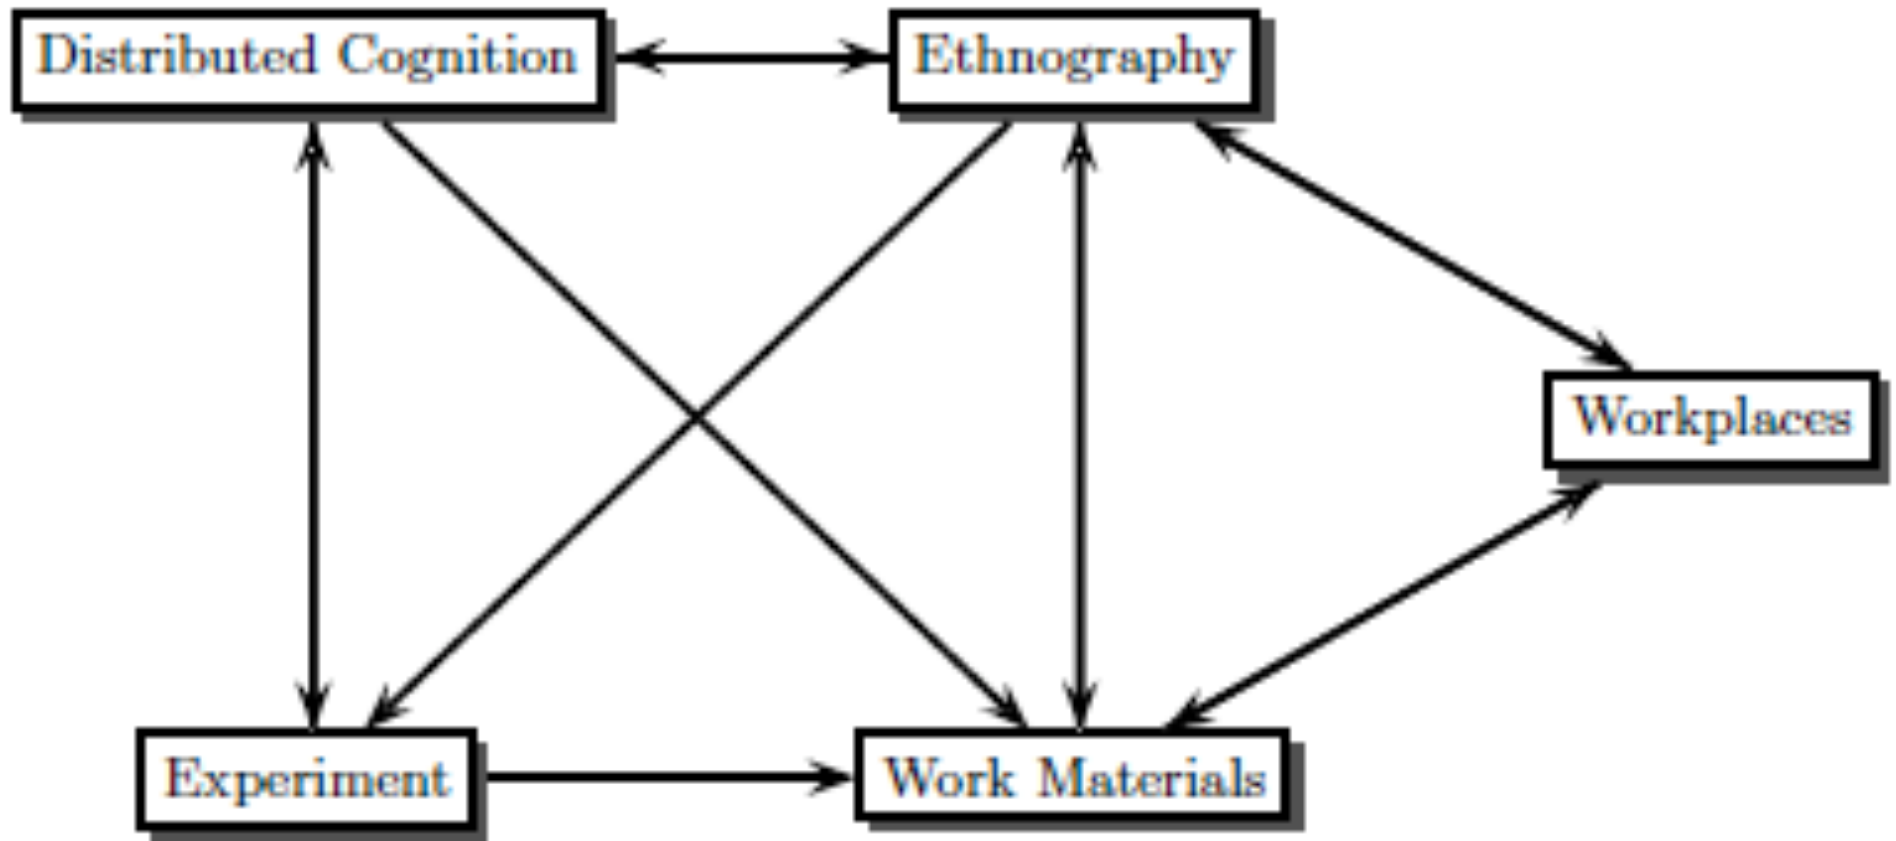 Distributed Cognition
Ethnography
Workplaces
Experiment
Work Materials